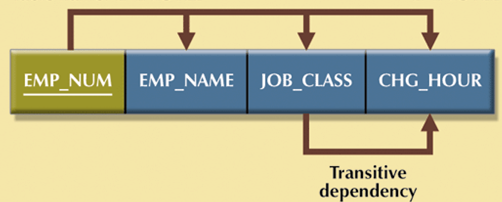 EMP_NUM EMP_NAME JOB_CLASS CHG_HOUR
Transitive
dependency